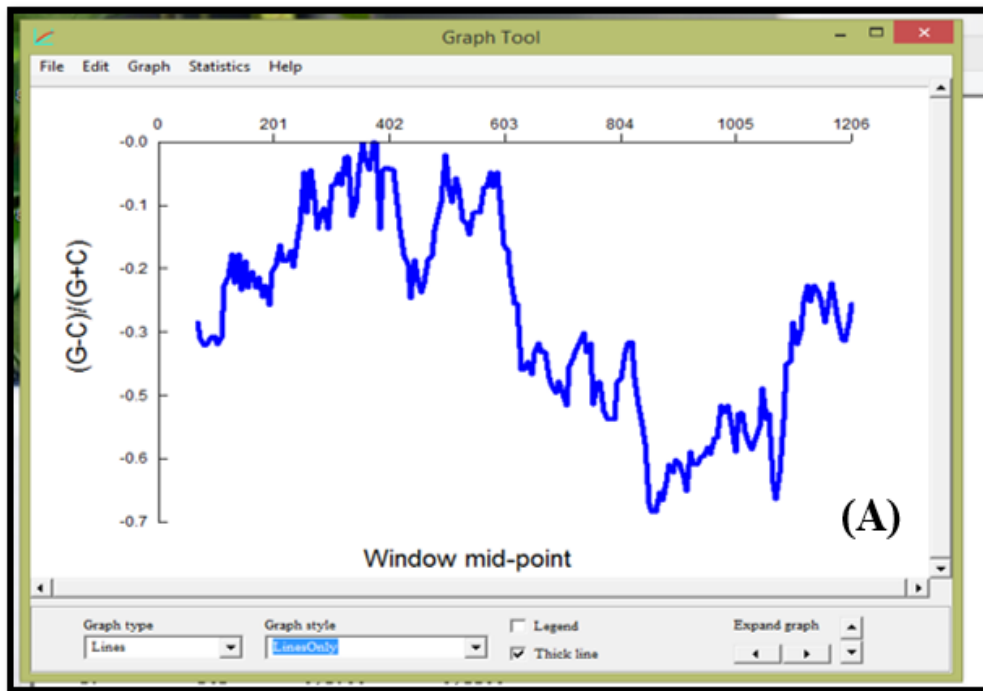 Graph Tool
File Edit Graph Statistics Help
0 201 402 603 804 1005 1206
-0.0
-0.1
-0.2
-0.3
-0.4
-0.5
-0.6
-0.7
(G-C)/(G+C)
(A)
Window mid-point
Graph type Graph style Legend Expand graph
Lines LinesOnly Thick line